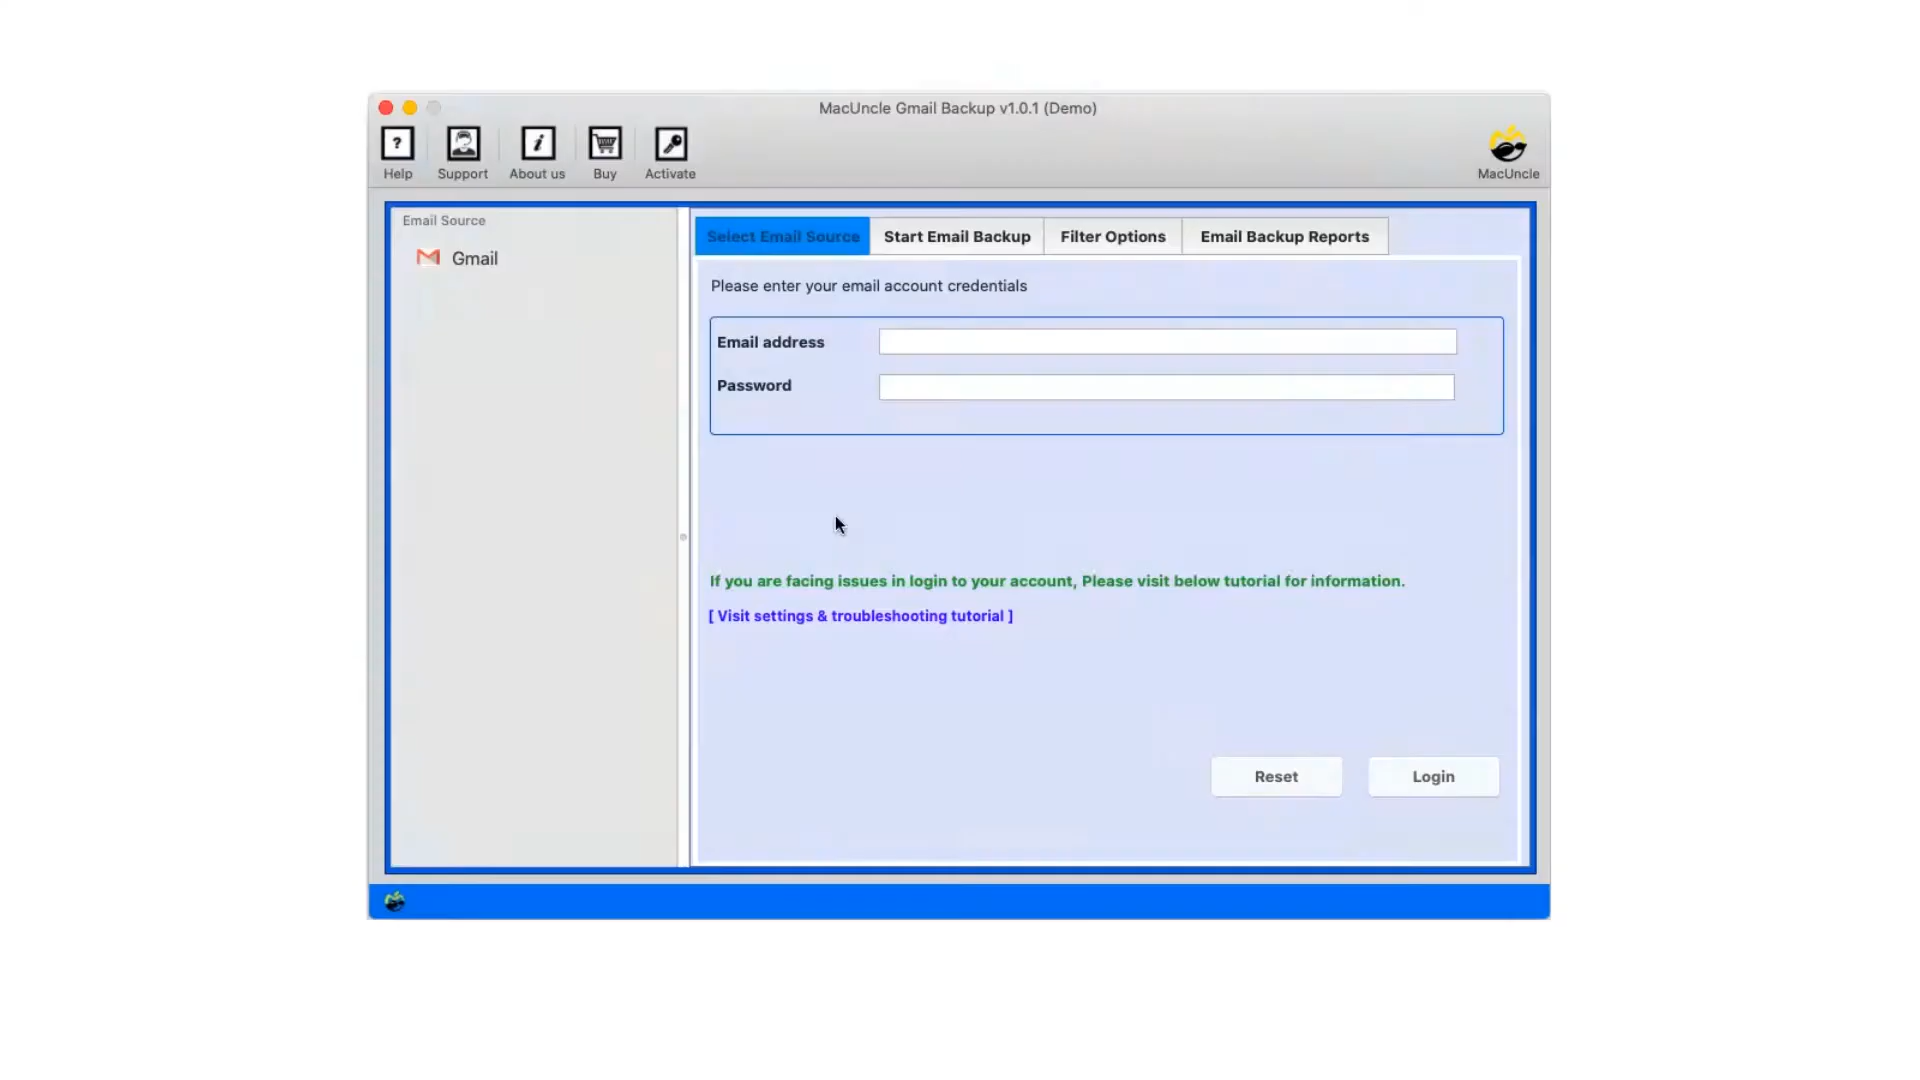 MacUncle Gmail Backup v1.0.1 (Demo)
?
i
Help
Support
About us
Buy
Activate
MacUncle
Email Source
Gmail
Select Email Source
Start Email Backup
Filter Options
Email Backup Reports
Please enter your email account credentials
Email address
Password
If you are facing issues in login to your account, Please visit below tutorial for information.
[ Visit settings & troubleshooting tutorial ]
Reset
Login